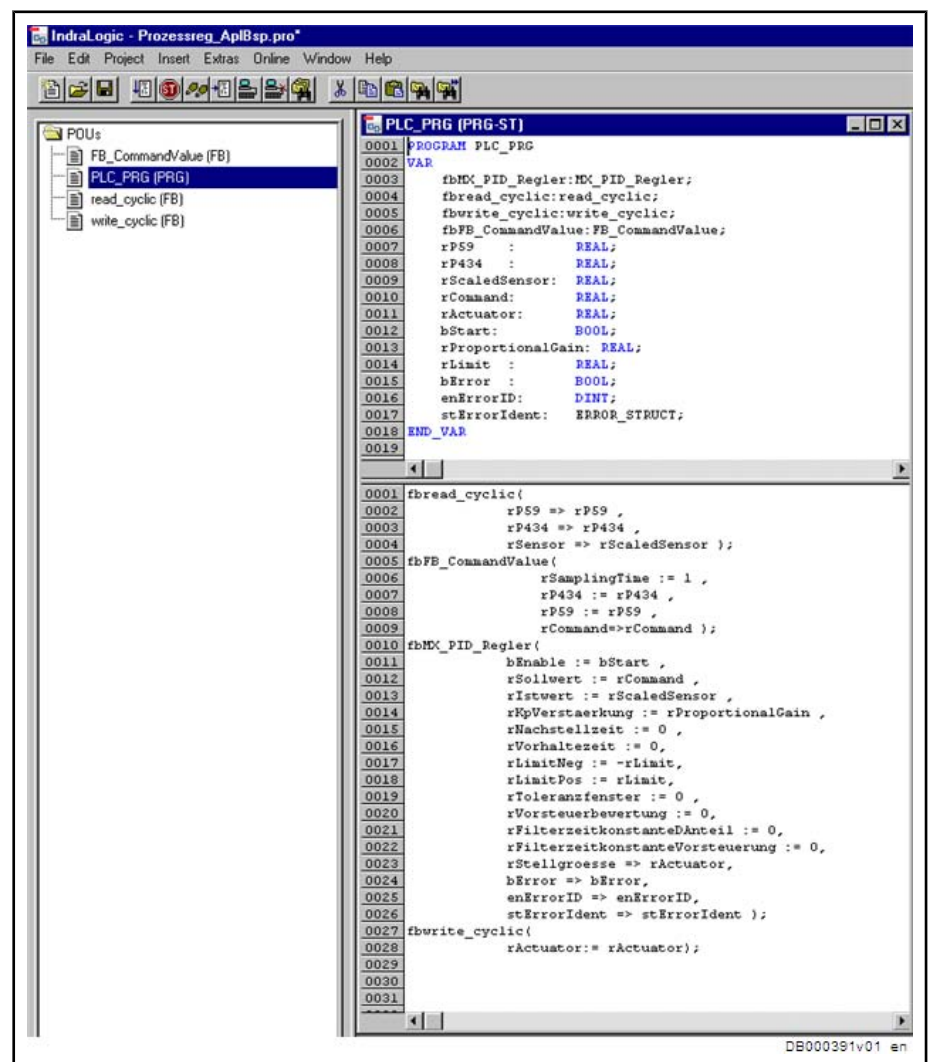 IndraLogic - Prozessreg_AplBsp.pro*
File Edit Project Insert Extras Online Window Help
POUs
FB_CommandValue (FB)
PLC_PRG (PRG)
read_cyclic (FB)
write_cyclic (FB)
PLC_PRG (PRG-ST)
0001 PROGRAM PLC_PRG
0002 VAR
0003 fbMX_PID_Regler:MX_PID_Regler;
0004 fbread_cyclic:read_cyclic;
0005 fbwrite_cyclic:write_cyclic;
0006 fbFB_CommandValue:FB_CommandValue;
0007 rP59 : REAL;
0008 rP434 : REAL;
0009 rScaledSensor: REAL;
0010 rCommand: REAL;
0011 rActuator: REAL;
0012 bStart: BOOL;
0013 rProportionalGain: REAL;
0014 rLimit : REAL;
0015 bError : BOOL;
0016 enErrorID: DINT;
0017 stErrorIdent: ERROR_STRUCT;
0018 END_VAR
0019
0001 fbread_cyclic(
0002 rP59 => rP59 ,
0003 rP434 => rP434 ,
0004 rSensor => rScaledSensor );
0005 fbFB_CommandValue(
0006 rSamplingTime := 1 ,
0007 rP434 := rP434 ,
0008 rP59 := rP59 ,
0009 rCommand=>rCommand );
0010 fbMX_PID_Regler(
0011 bEnable := bStart ,
0012 rSollwert := rCommand ,
0013 rIstwert := rScaledSensor ,
0014 rKpVerstaerkung := rProportionalGain ,
0015 rNachstellzeit := 0 ,
0016 rVorhaltezeit := 0,
0017 rLimitNeg := -rLimit,
0018 rLimitPos := rLimit,
0019 rToleranzfenster := 0 ,
0020 rVorsteuerbewertung := 0,
0021 rFilterzeitkonstanteDAnteil := 0,
0022 rFilterzeitkonstanteVorsteuerung := 0,
0023 rStellgroesse => rActuator,
0024 bError => bError,
0025 enErrorID => enErrorID,
0026 stErrorIdent => stErrorIdent );
0027 fbwrite_cyclic(
0028 rActuator:= rActuator);
0029
0030
0031
DB000391v01 en